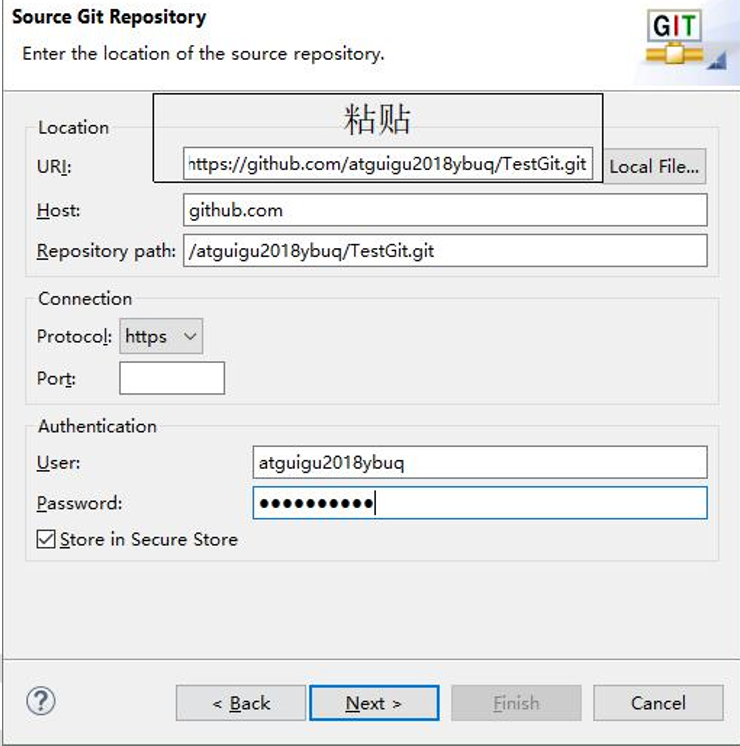 Source Git Repository
Enter the location of the source repository.
GIT
粘贴
Location
URI: https://github.com/atguigu2018ybuq/TestGit.git Local File...
Host: github.com
Repository path: /atguigu2018ybuq/TestGit.git
Connection
Protocol: https
Port:
Authentication
User: atguigu2018ybuq
Password: ●●●●●●●●●●
Store in Secure Store
? < Back Next > Finish Cancel